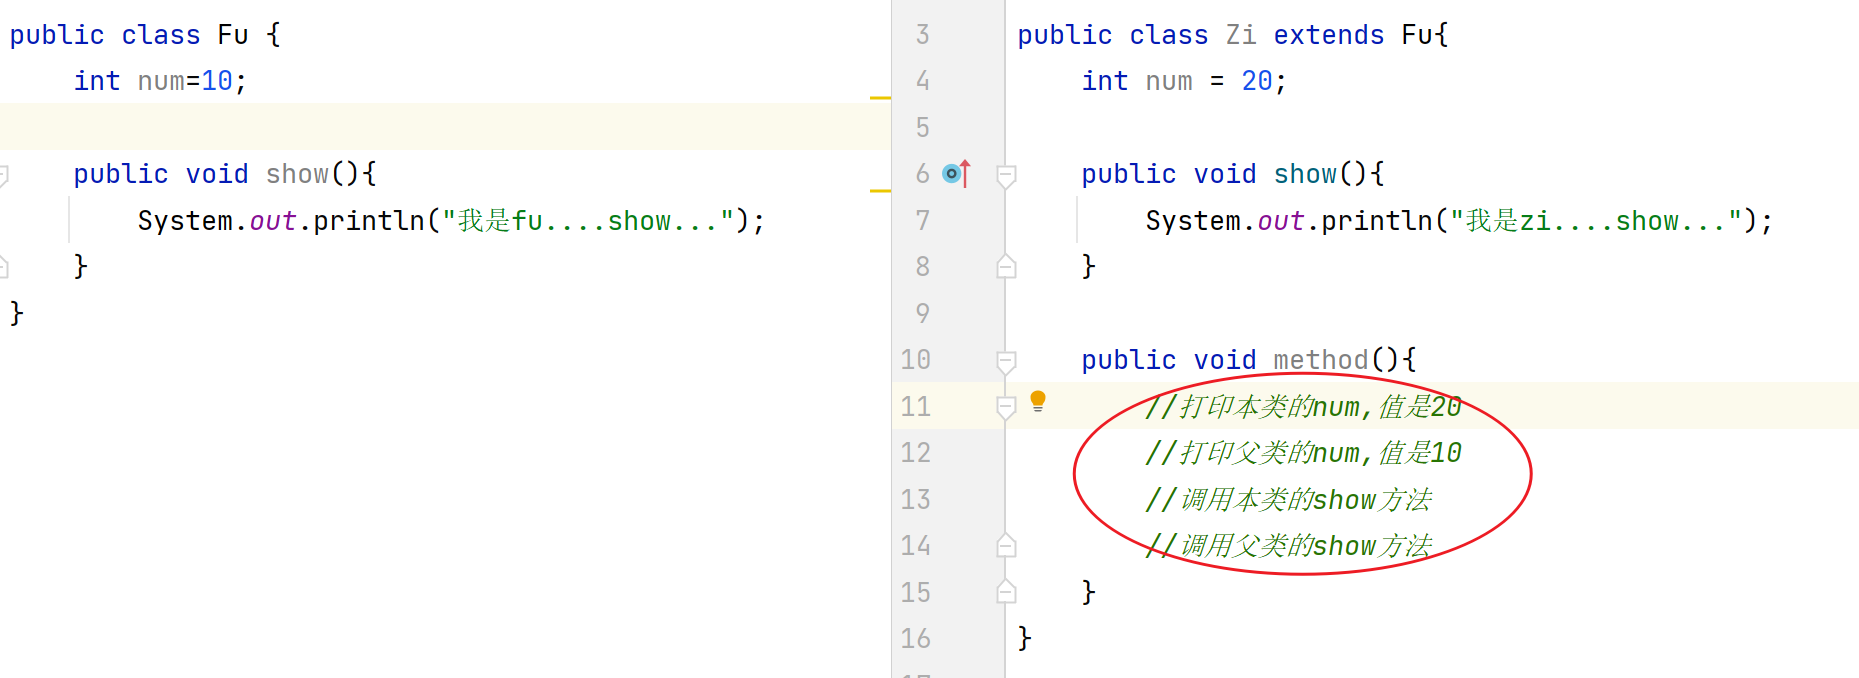 public class Fu {
    int num=10;

    public void show(){
        System.out.println("我是fu....show...");
    }
}
3 public class Zi extends Fu{
4     int num = 20;
5
6     public void show(){
7         System.out.println("我是zi....show...");
8     }
9
10     public void method(){
11         //打印本类的num,值是20
12         //打印父类的num,值是10
13         //调用本类的show方法
14         //调用父类的show方法
15     }
16 }